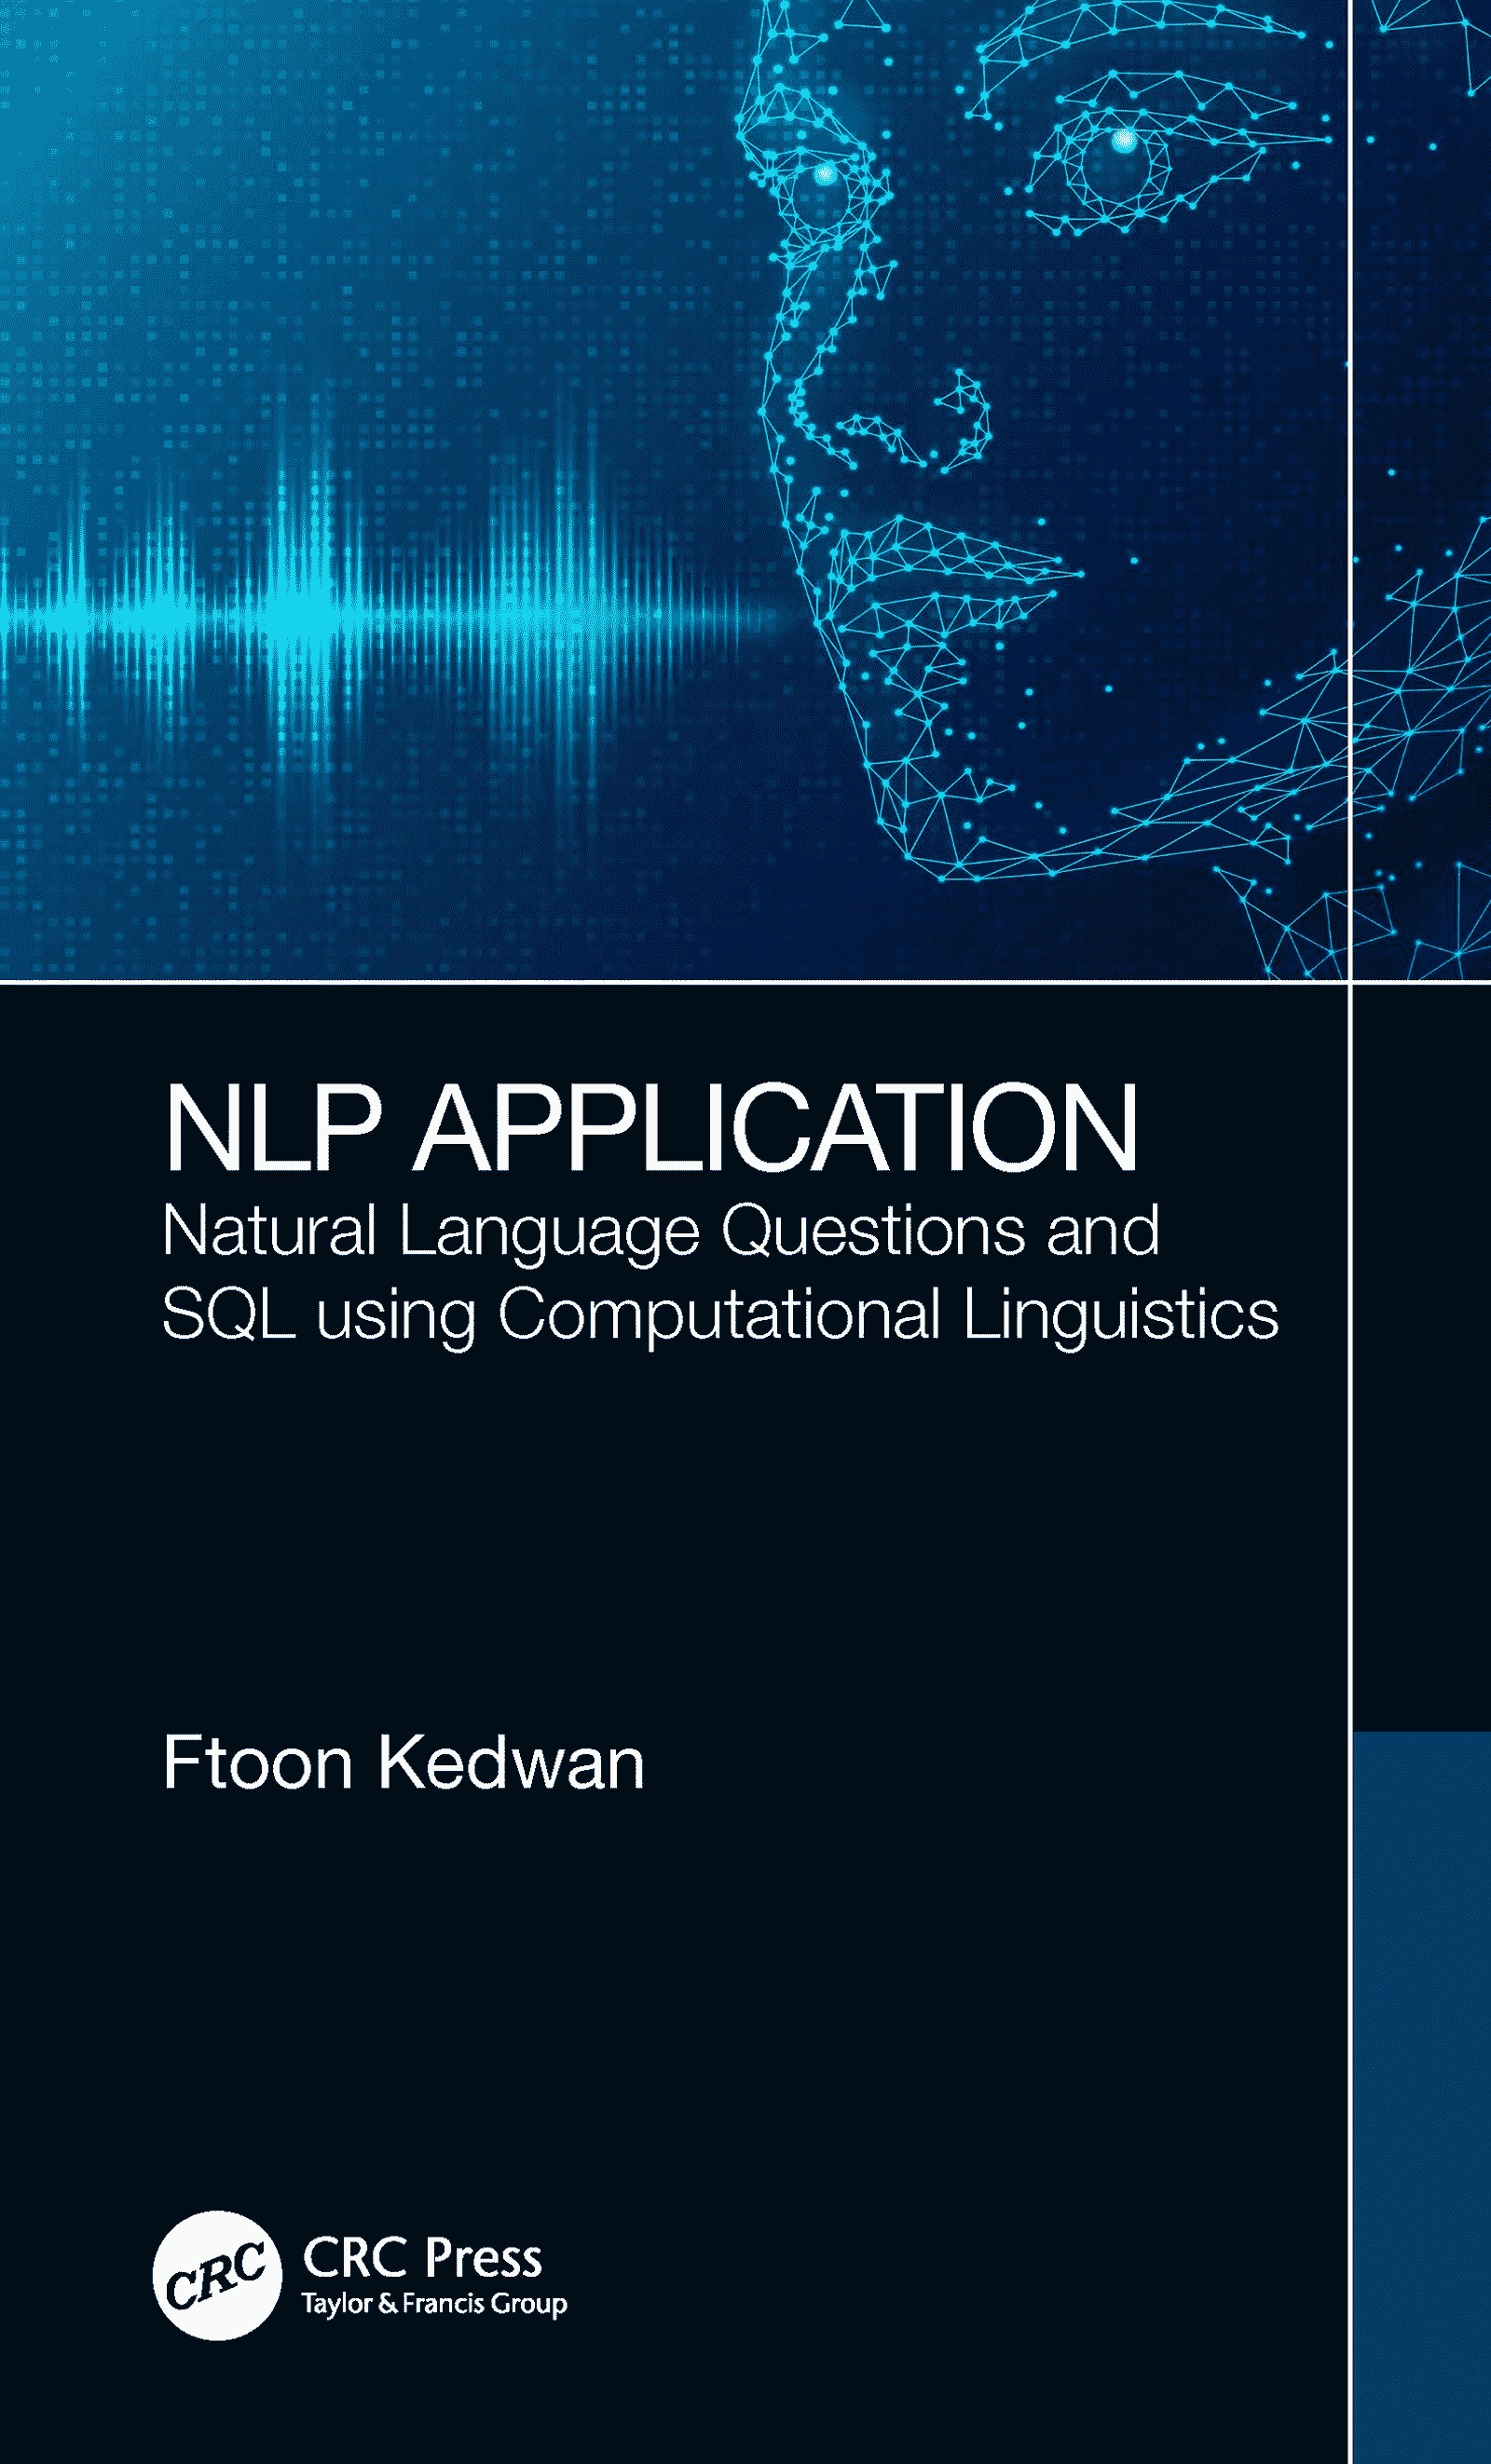 NLP APPLICATION
Natural Language Questions and
SQL using Computational Linguistics
Ftoon Kedwan
CRC
CRC Press
Taylor & Francis Group